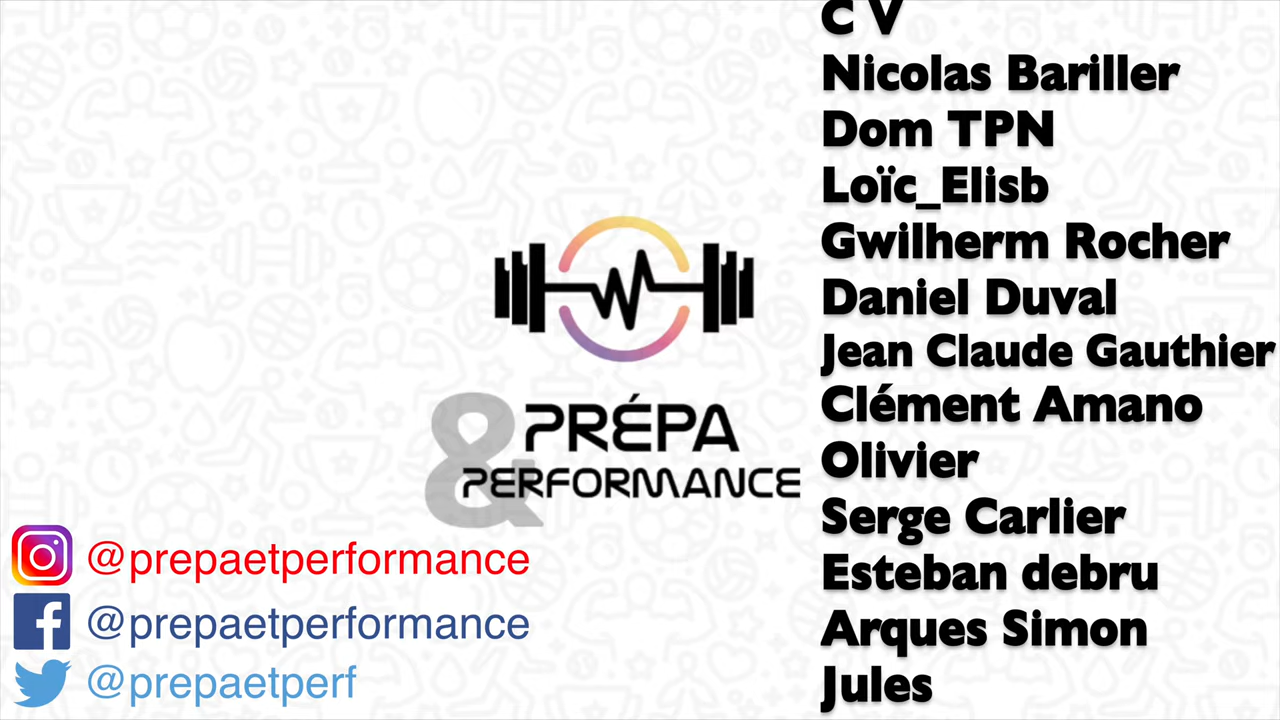 C V
Nicolas Bariller
Dom TPN
Loïc_Elisb
Gwilherm Rocher
Daniel Duval
Jean Claude Gauthier
Clément Amano
Olivier
Serge Carlier
Esteban debru
Arques Simon
Jules
&
PRÉPA
PERFORMANCE
@prepaetperformance
@prepaetperformance
@prepaetperf